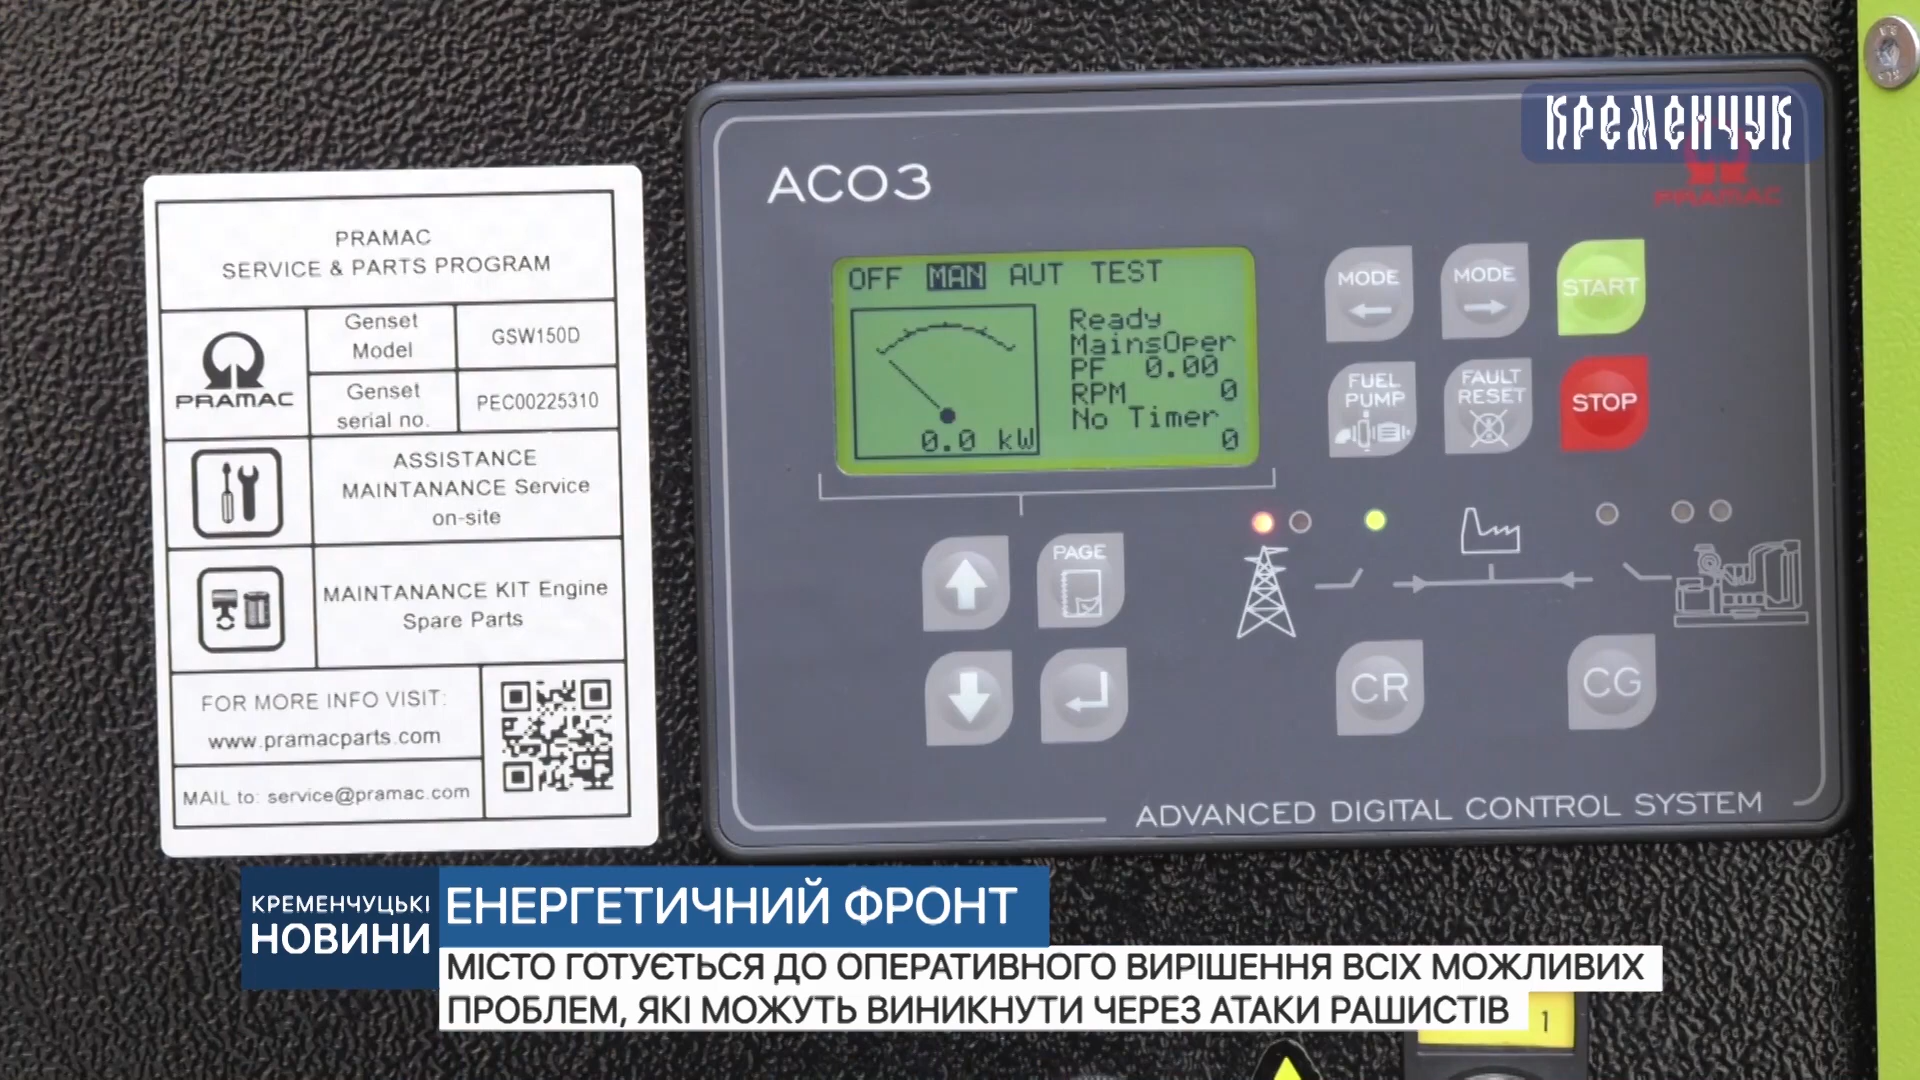 КРЕМЕНЧУК
PRAMAC
AC03
PRAMAC
SERVICE & PARTS PROGRAM
PRAMAC
Genset
Model
GSW150D
Genset
serial no.
PEC00225310
ASSISTANCE
MAINTANANCE Service
on-site
MAINTANANCE KIT Engine
Spare Parts
FOR MORE INFO VISIT:
www.pramacparts.com
MAIL to: service@pramac.com
OFF MAN AUT TEST
Ready
MainsOper
PF 0.00
RPM 0
No Timer
0
0.0 kW
MODE
MODE
START
FUEL
PUMP
FAULT
RESET
STOP
PAGE
CR
CG
ADVANCED DIGITAL CONTROL SYSTEM
КРЕМЕНЧУЦЬКІ
НОВИНИ
ЕНЕРГЕТИЧНИЙ ФРОНТ
МІСТО ГОТУЄТЬСЯ ДО ОПЕРАТИВНОГО ВИРІШЕННЯ ВСІХ МОЖЛИВИХ
ПРОБЛЕМ, ЯКІ МОЖУТЬ ВИНИКНУТИ ЧЕРЕЗ АТАКИ РАШИСТІВ
1